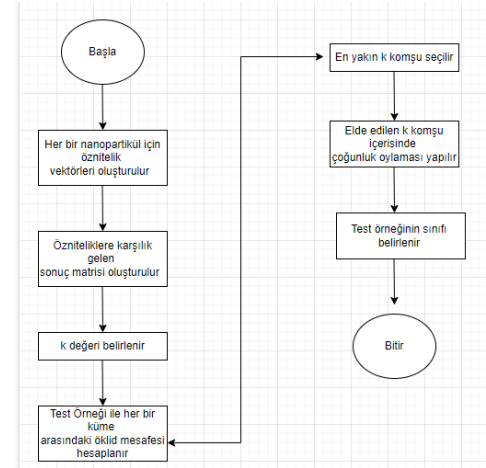 Başla
Her bir nanopartikül için
öznitelik
vektörleri oluşturulur
Özniteliklere karşılık
gelen
sonuç matrisi oluşturulur
k değeri belirlenir
Test Örneği ile her bir
küme
arasındaki öklid mesafesi
hesaplanır
En yakın k komşu seçilir
Elde edilen k komşu
içerisinde
çoğunluk oylaması yapılır
Test örneğinin sınıfı
belirlenir
Bitir